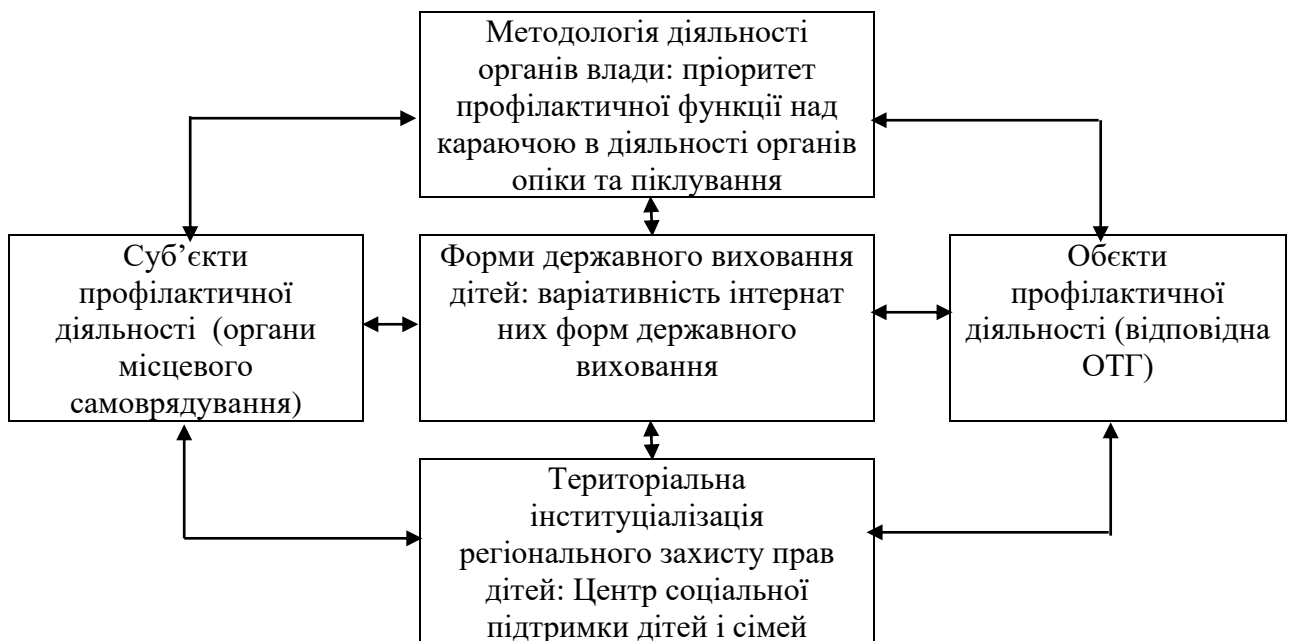 Методологія діяльності
органів влади: пріоритет
профілактичної функції над
караючою в діяльності органів
опіки та піклування
Суб’єкти
профілактичної
діяльності (органи
місцевого
самоврядування)
Форми державного виховання
дітей: варіативність інтернат
них форм державного
виховання
Обєкти
профілактичної
діяльності (відповідна
ОТГ)
Територіальна
інституціалізація
регіонального захисту прав
дітей: Центр соціальної
підтримки дітей і сімей